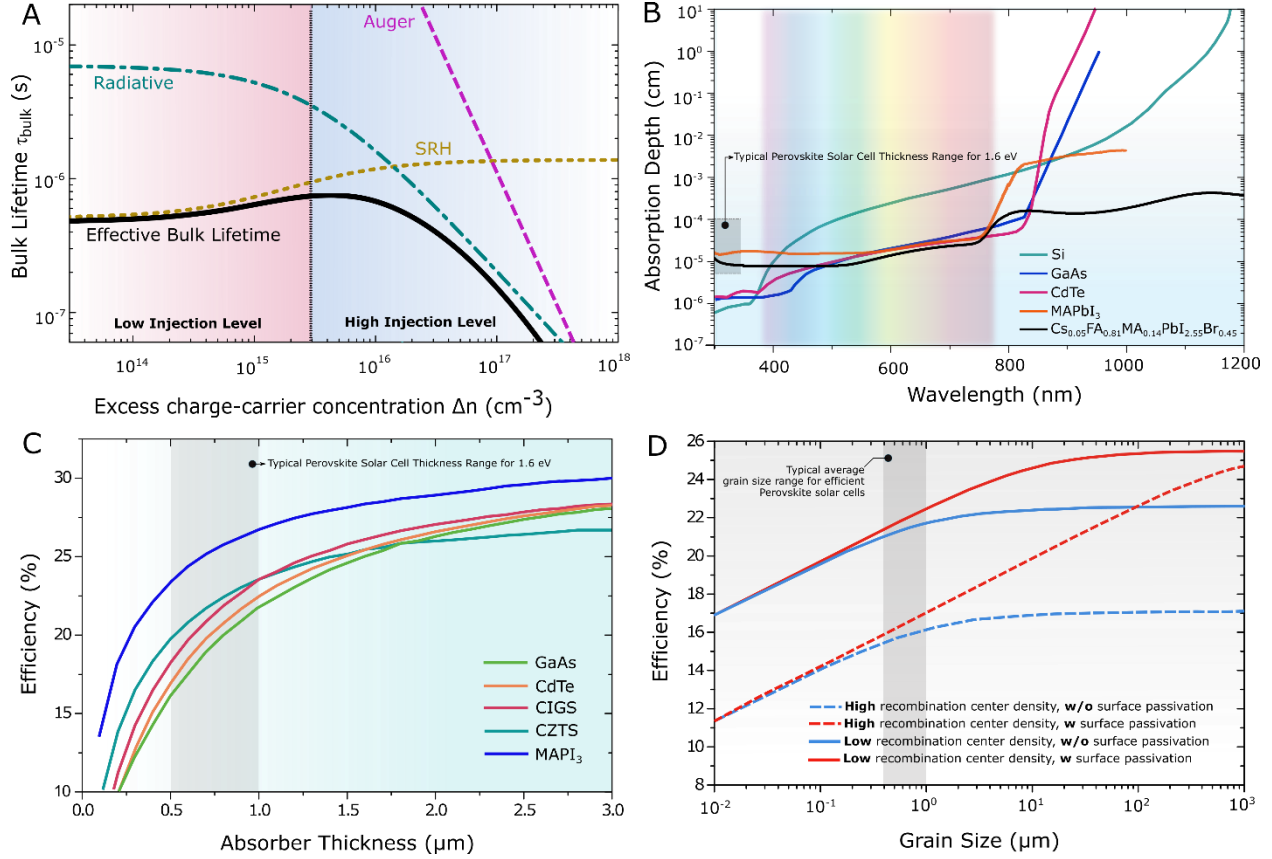 A
Auger
Radiative
SRH
Effective Bulk Lifetime
Low Injection Level
High Injection Level
Bulk Lifetime τbulk (s)
10⁻⁵
10⁻⁶
10⁻⁷
10¹⁴ 10¹⁵ 10¹⁶ 10¹⁷ 10¹⁸
Excess charge-carrier concentration Δn (cm⁻³)
B
Absorption Depth (cm)
10¹
10⁰
10⁻¹
10⁻²
10⁻³
10⁻⁴
10⁻⁵
10⁻⁶
10⁻⁷
Typical Perovskite Solar Cell Thickness Range for 1.6 eV
Si
GaAs
CdTe
MAPbI₃
Cs₀.₀₅FA₀.₈₁MA₀.₁₄PbI₂.₅₅Br₀.₄₅
400 600 800 1000 1200
Wavelength (nm)
C
Typical Perovskite Solar Cell Thickness Range for 1.6 eV
Efficiency (%)
30
25
20
15
10
GaAs
CdTe
CIGS
CZTS
MAPI₃
0.0 0.5 1.0 1.5 2.0 2.5 3.0
Absorber Thickness (μm)
D
Typical average
grain size range for efficient
Perovskite solar cells
Efficiency (%)
26
24
22
20
18
16
14
12
10
8
High recombination center density, w/o surface passivation
High recombination center density, w surface passivation
Low recombination center density, w/o surface passivation
Low recombination center density, w surface passivation
10⁻² 10⁻¹ 10⁰ 10¹ 10² 10³
Grain Size (μm)